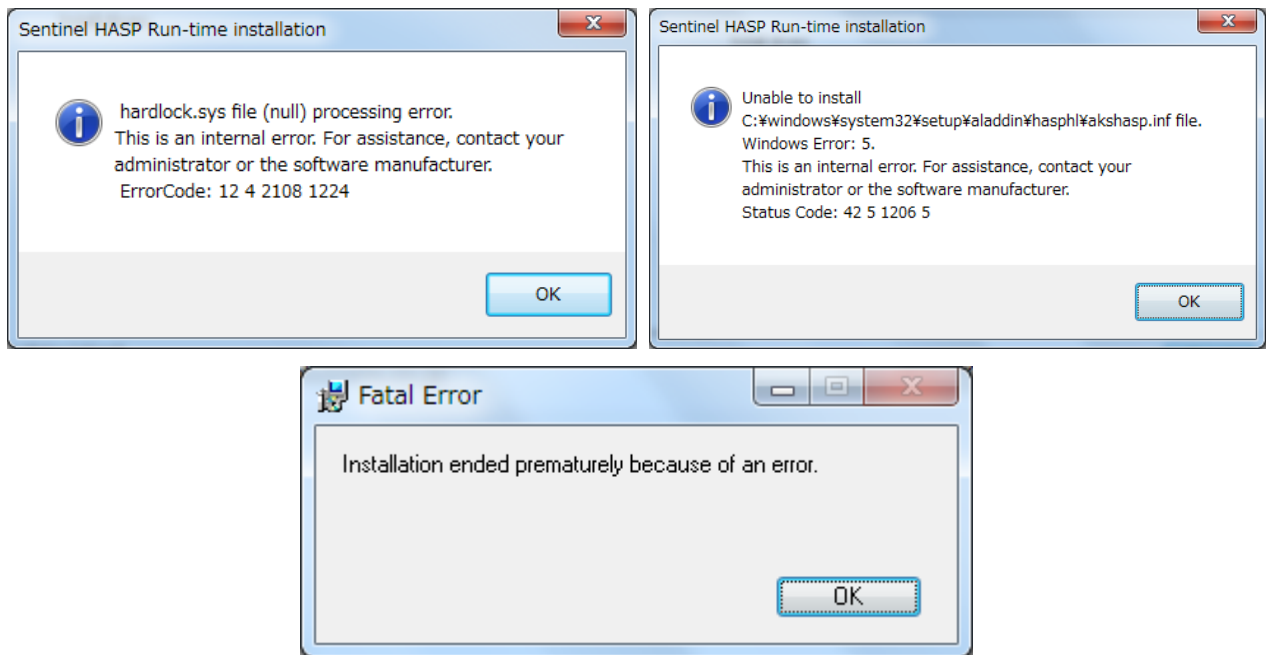 Sentinel HASP Run-time installation
hardlock.sys file (null) processing error.
This is an internal error. For assistance, contact your
administrator or the software manufacturer.
ErrorCode: 12 4 2108 1224
OK
Sentinel HASP Run-time installation
Unable to install
C:¥windows¥system32¥setup¥aladdin¥hasphl¥akshasp.inf file.
Windows Error: 5.
This is an internal error. For assistance, contact your
administrator or the software manufacturer.
Status Code: 42 5 1206 5
OK
Fatal Error
Installation ended prematurely because of an error.
OK